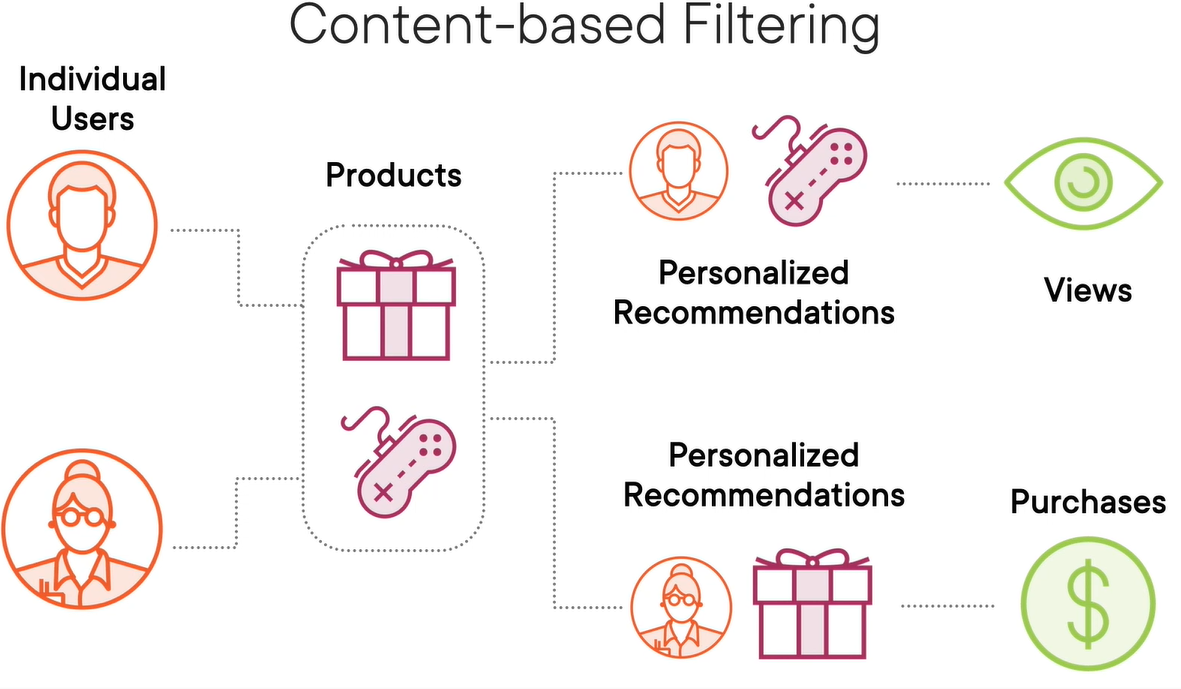 Content-based Filtering
Individual
Users
Products
Personalized
Recommendations
Views
Personalized
Recommendations
Purchases
$